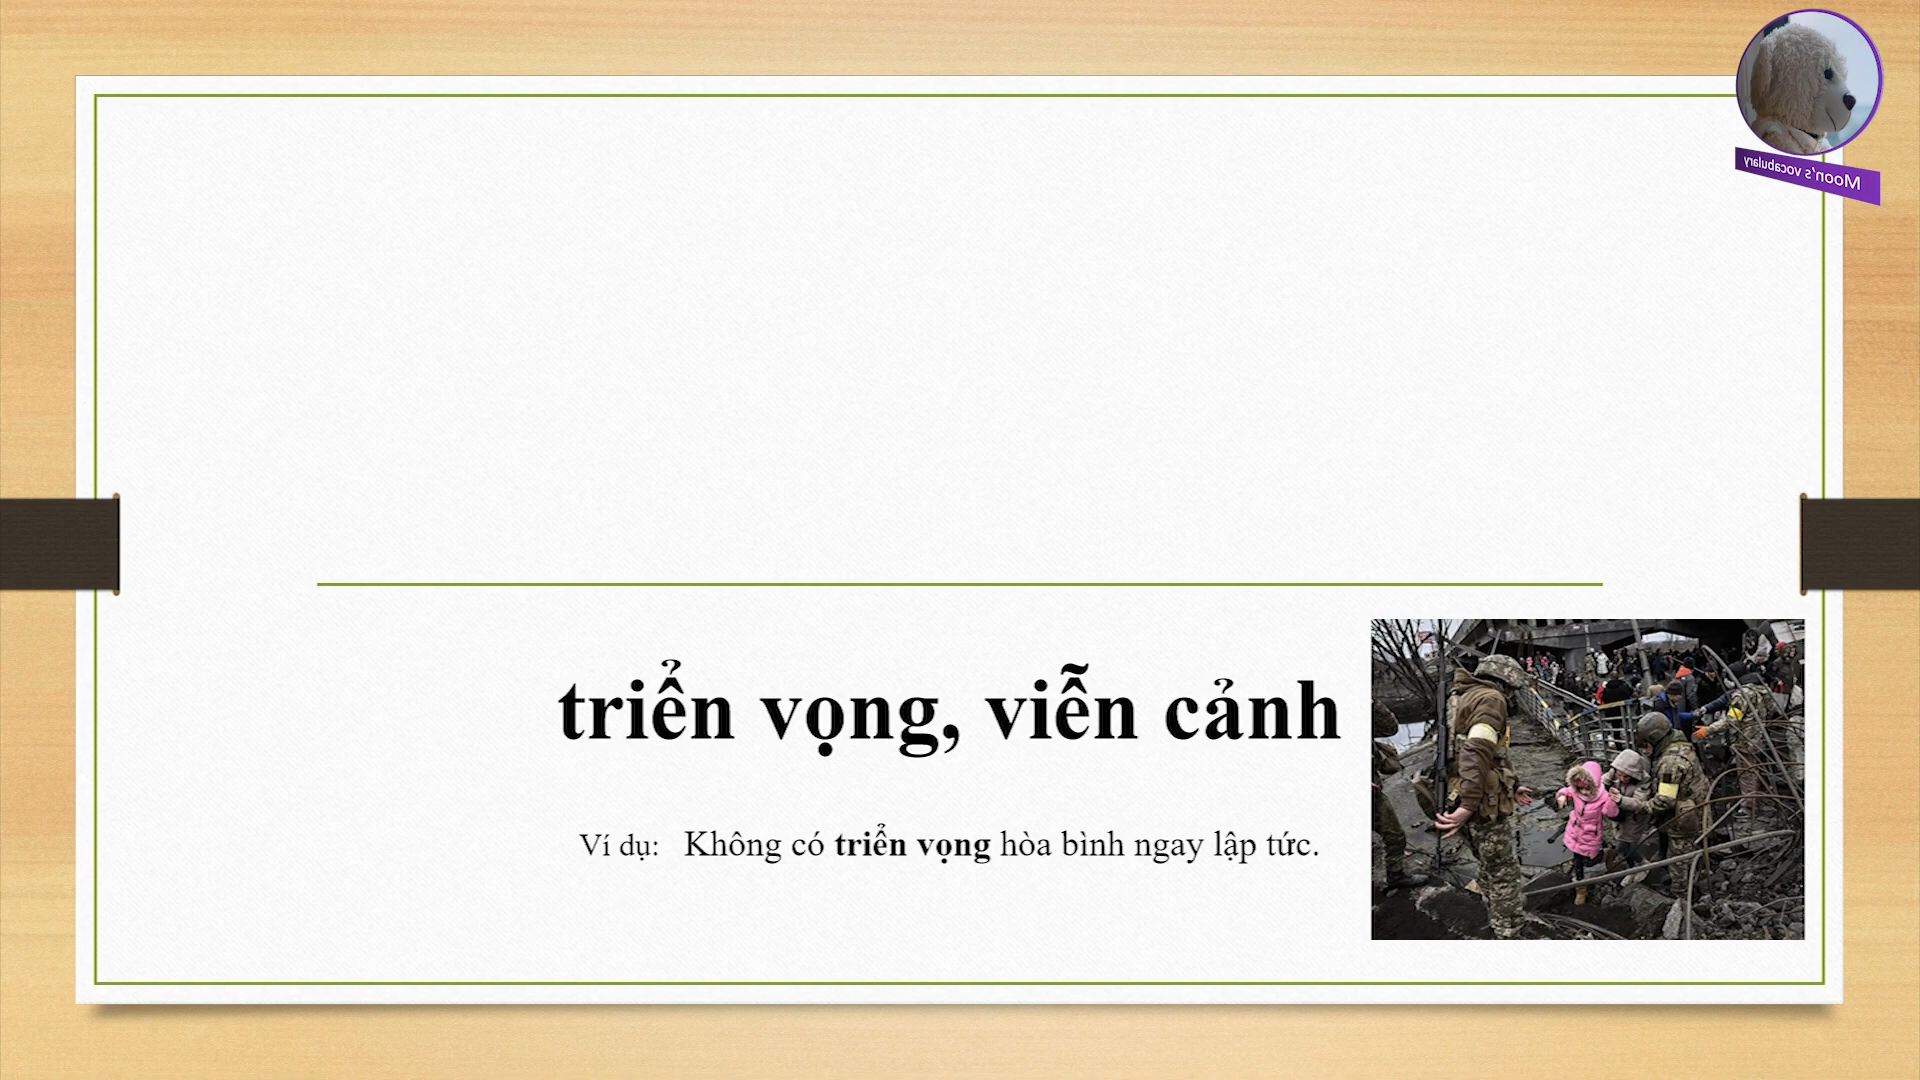 Moon's vocabulary
triển vọng, viễn cảnh
Ví dụ: Không có triển vọng hòa bình ngay lập tức.